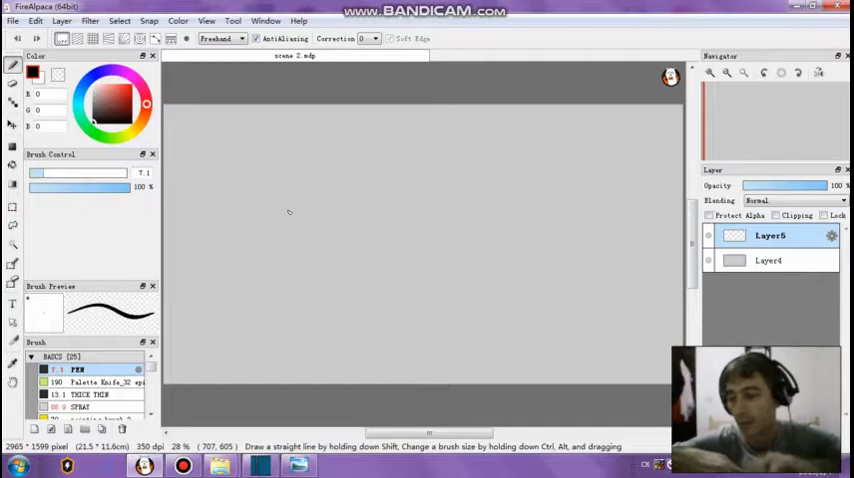 FireAlpaca (64bit)
www.BANDICAM.com
File Edit Layer Filter Select Snap Color View Tool Window Help
OFF Freehand AntiAliasing Correction 0 Soft Edge
Color
scene 2.mdp
Navigator
R 0
G 0
B 0
Brush Control
7.1
100 %
Layer
Opacity 100 %
Blending Normal
Protect Alpha Clipping Lock
Layer5
Layer4
Brush Preview
Brush
BASCS [25]
7.1 PEN
190 Palette Knife_32 epi
13.1 THICK THIN
SPRAY
2965 * 1599 pixel (21.5 * 11.6cm) 350 dpi 28 % (707, 605) Draw a straight line by holding down Shift, Change a brush size by holding down Ctrl, Alt, and dragging